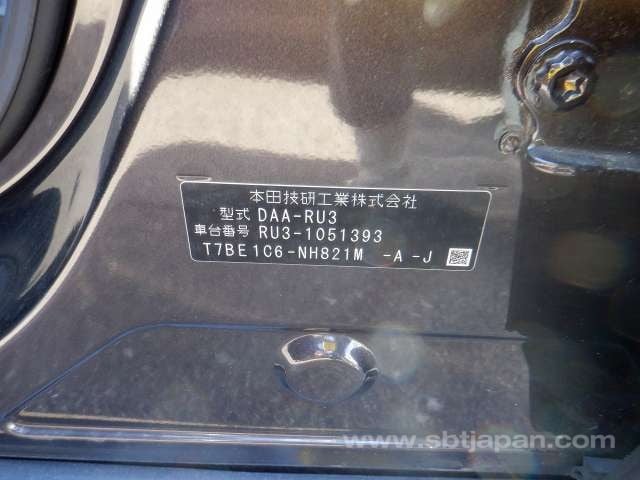 本田技研工業株式会社
型式 DAA-RU3
車台番号 RU3-1051393
T7BE1C6-NH821M -A-J
www.sbtjapan.com